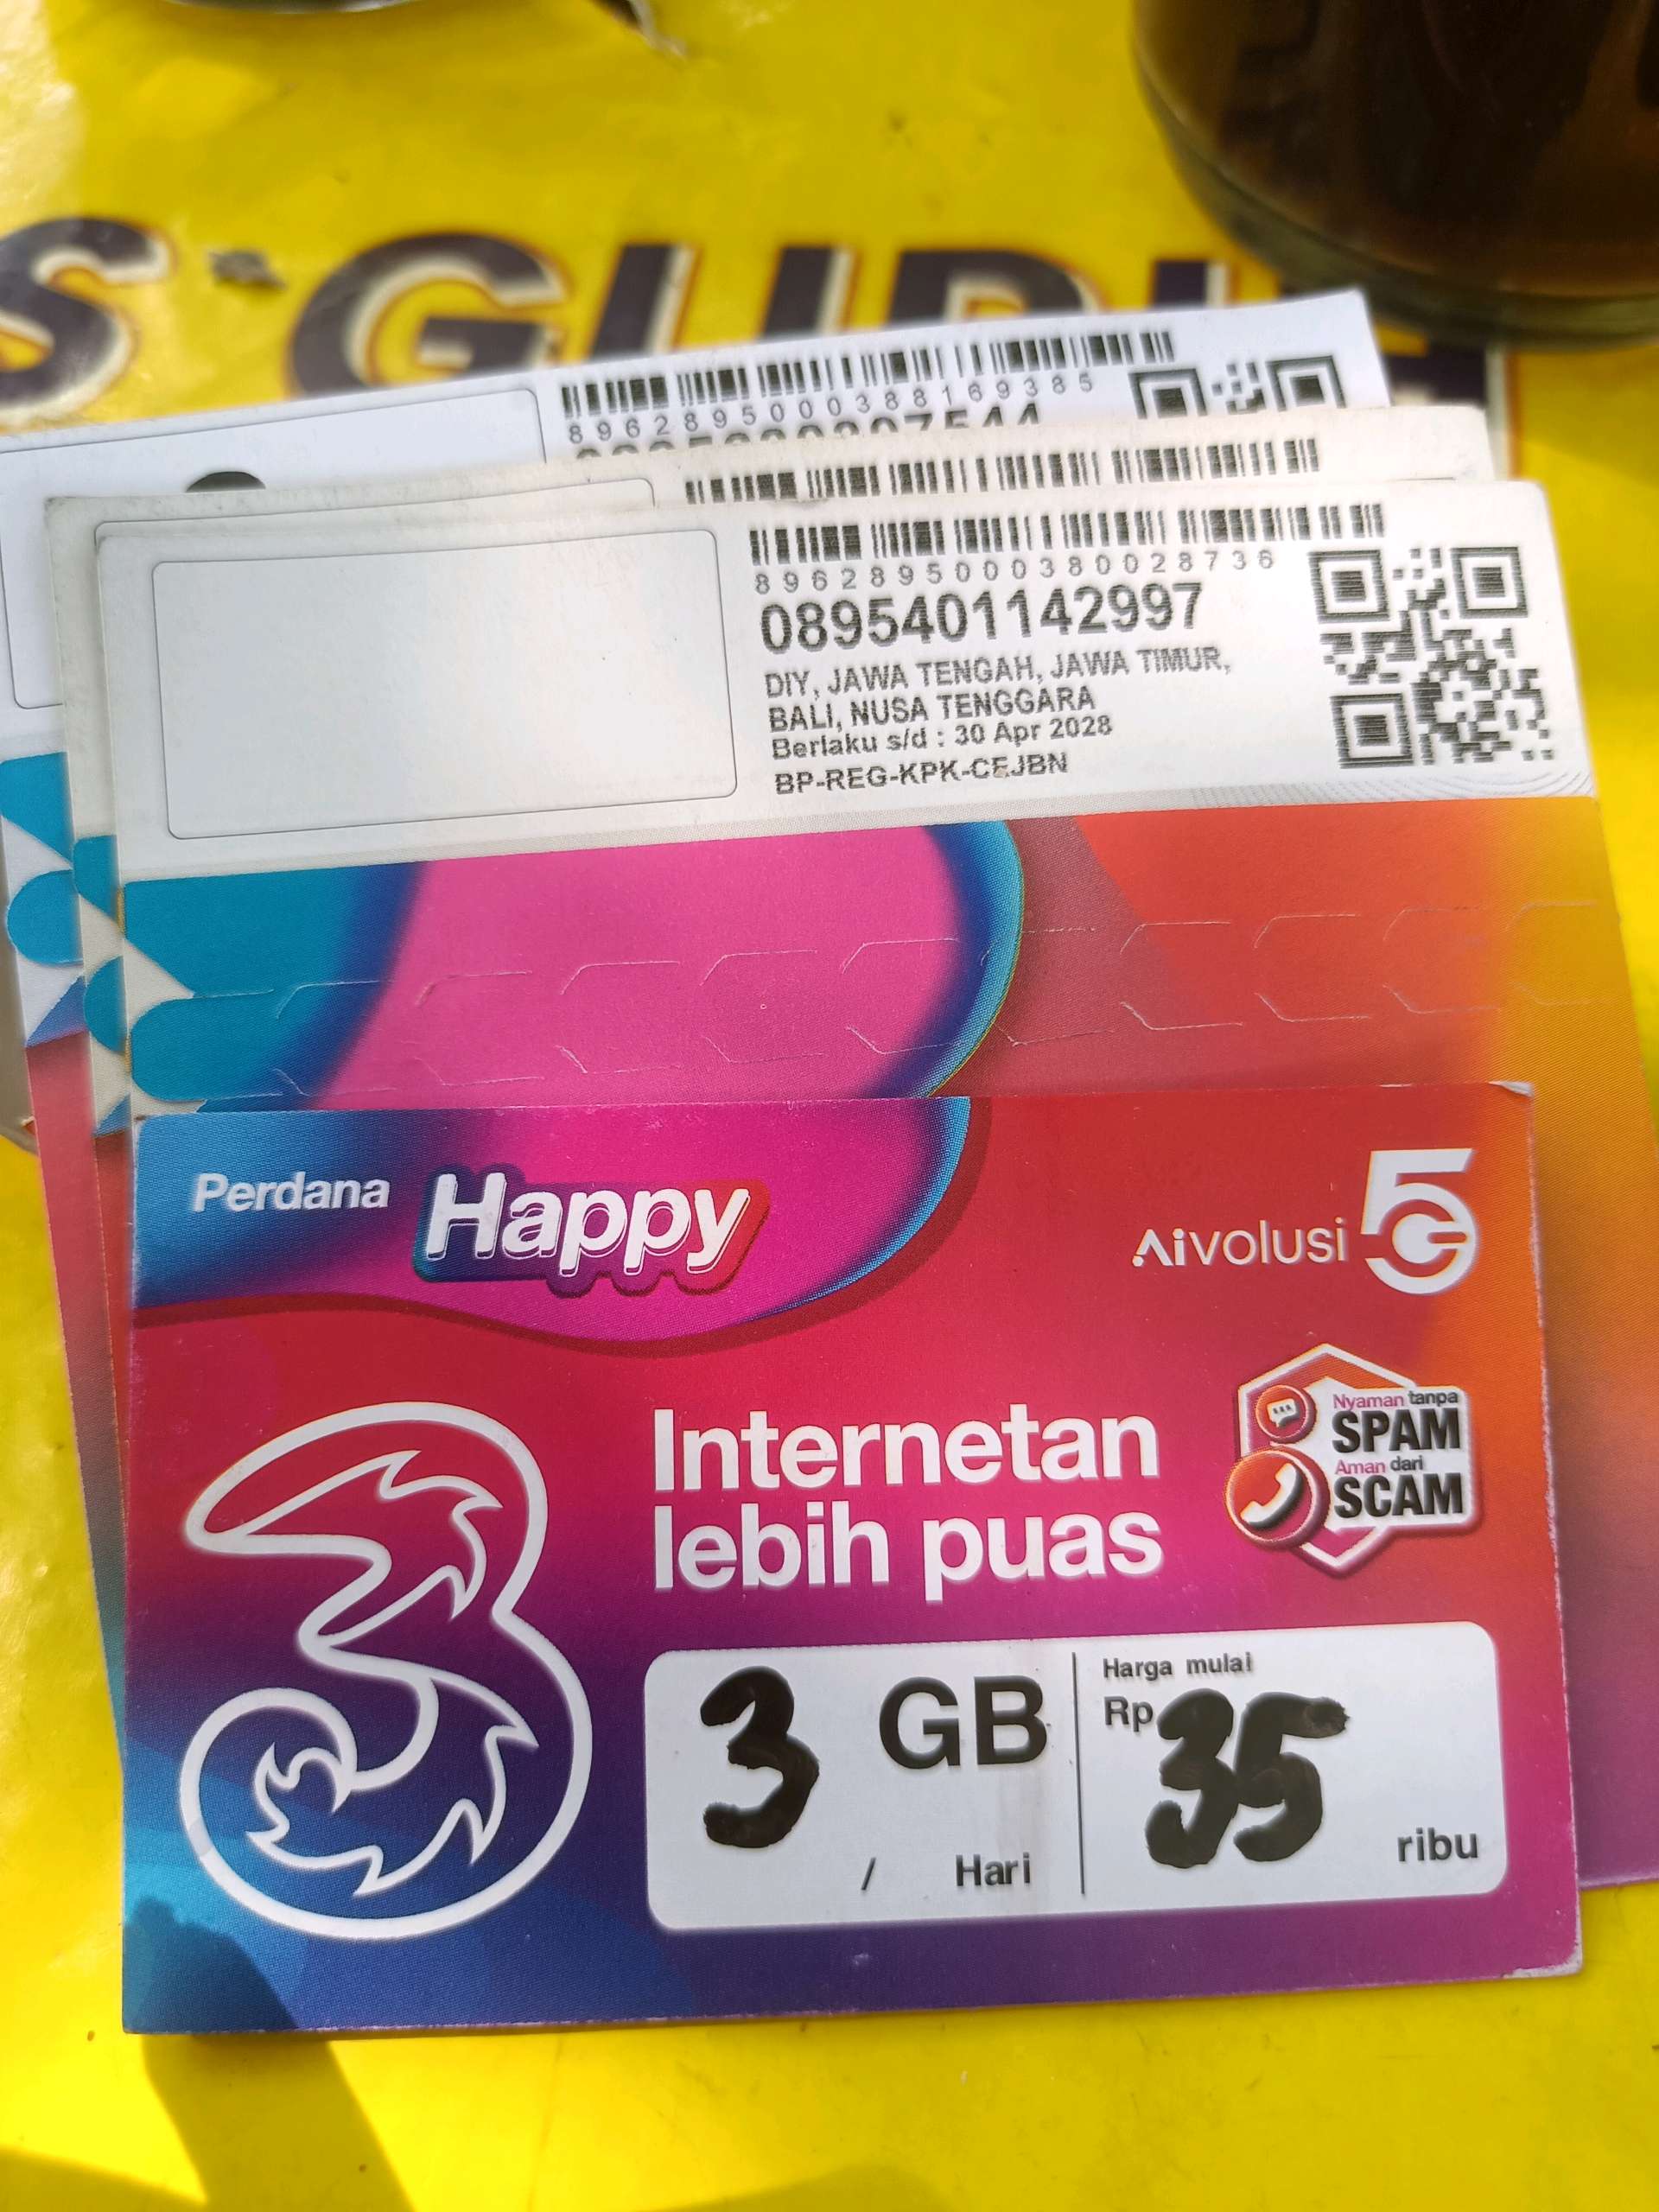 8962895000388169385
8962895000380028736
0895401142997
DIY, JAWA TENGAH, JAWA TIMUR,
BALI, NUSA TENGGARA
Berlaku s/d : 30 Apr 2028
BP-REG-KPK-CEJBN
Perdana Happy
Aivolusi 5G
Internetan
lebih puas
Nyaman tanpa
SPAM
Aman dari
SCAM
3 GB
/ Hari
Harga mulai
Rp 35
ribu